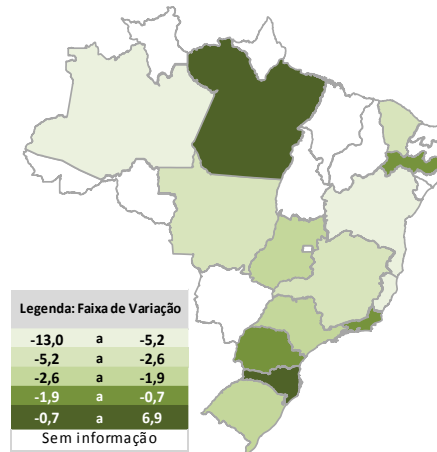 Legenda: Faixa de Variação
-13,0 a -5,2
-5,2 a -2,6
-2,6 a -1,9
-1,9 a -0,7
-0,7 a 6,9
Sem informação